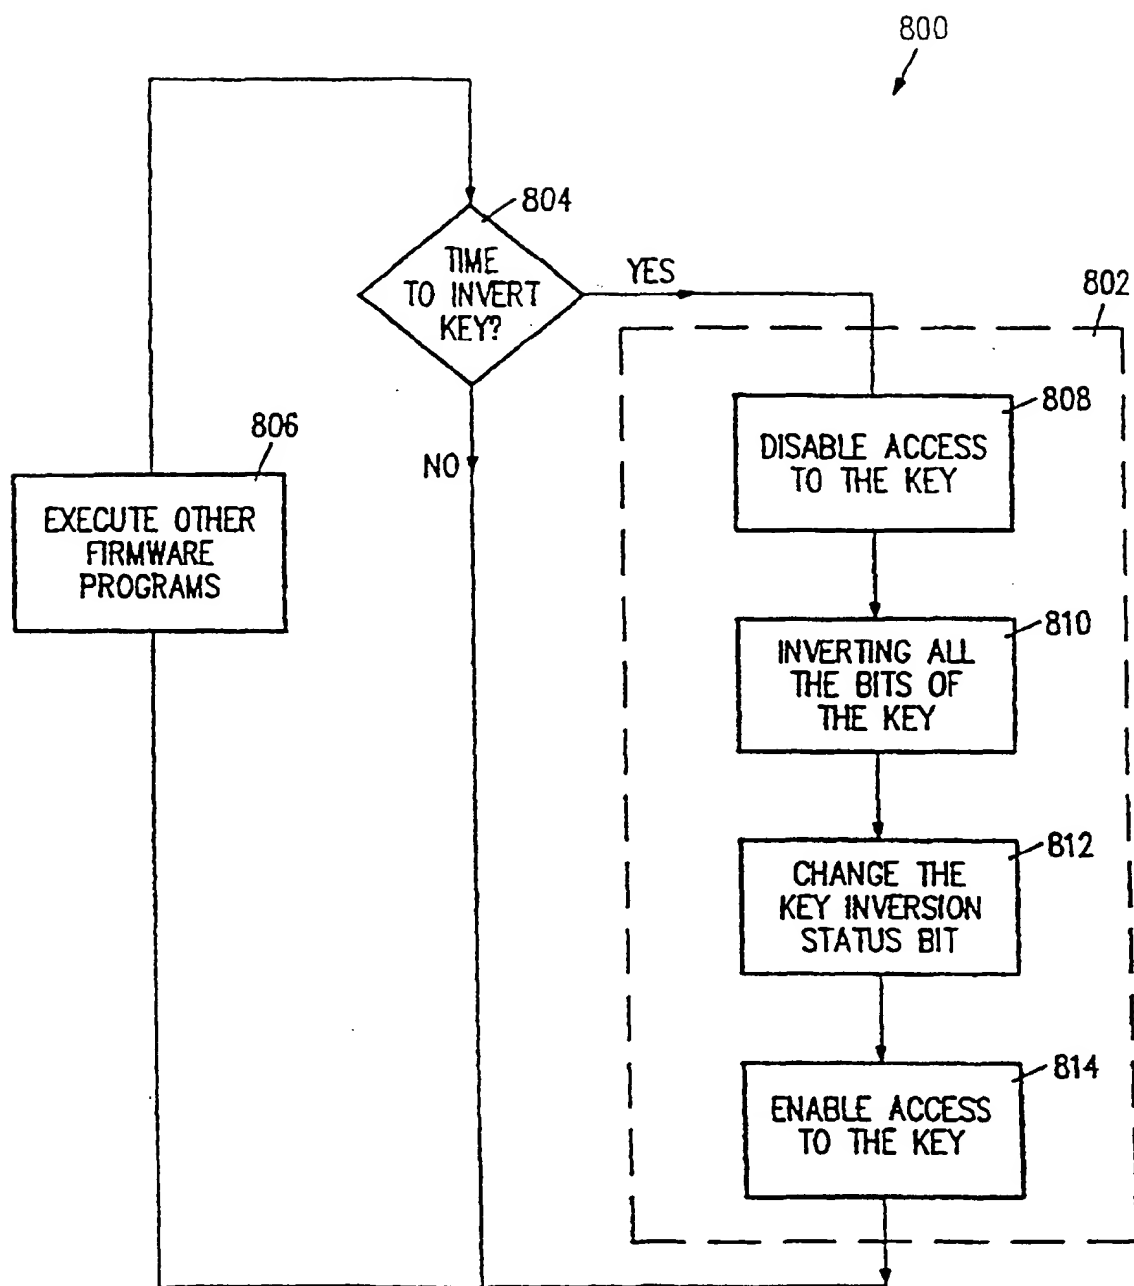 800
804
TIME
TO INVERT
KEY?
YES
802
808
DISABLE ACCESS
TO THE KEY
806
NO
EXECUTE OTHER
FIRMWARE
PROGRAMS
810
INVERTING ALL
THE BITS OF
THE KEY
812
CHANGE THE
KEY INVERSION
STATUS BIT
814
ENABLE ACCESS
TO THE KEY